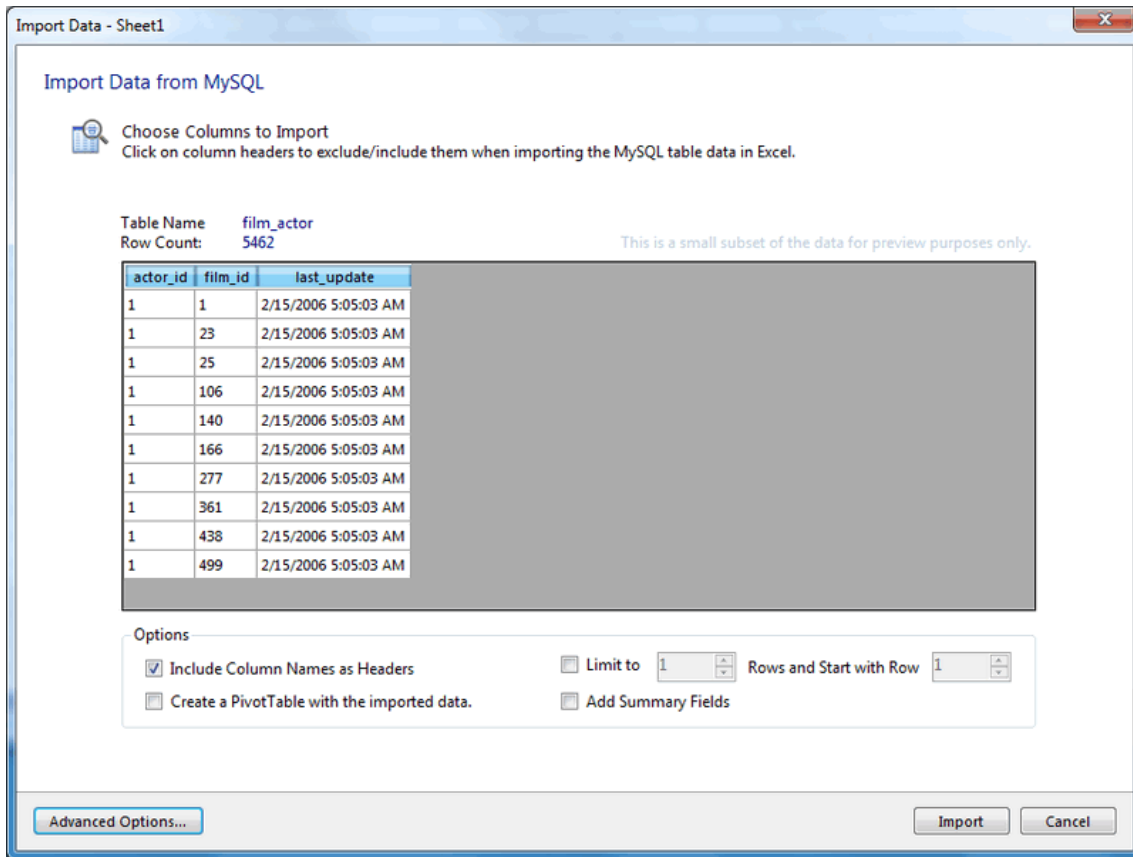 Import Data - Sheet1
Import Data from MySQL
Choose Columns to Import
Click on column headers to exclude/include them when importing the MySQL table data in Excel.
Table Name film_actor
Row Count: 5462 This is a small subset of the data for preview purposes only.
actor_id film_id last_update
1 1 2/15/2006 5:05:03 AM
1 23 2/15/2006 5:05:03 AM
1 25 2/15/2006 5:05:03 AM
1 106 2/15/2006 5:05:03 AM
1 140 2/15/2006 5:05:03 AM
1 166 2/15/2006 5:05:03 AM
1 277 2/15/2006 5:05:03 AM
1 361 2/15/2006 5:05:03 AM
1 438 2/15/2006 5:05:03 AM
1 499 2/15/2006 5:05:03 AM
Options
Include Column Names as Headers Limit to 1 Rows and Start with Row 1
Create a PivotTable with the imported data. Add Summary Fields
Advanced Options... Import Cancel